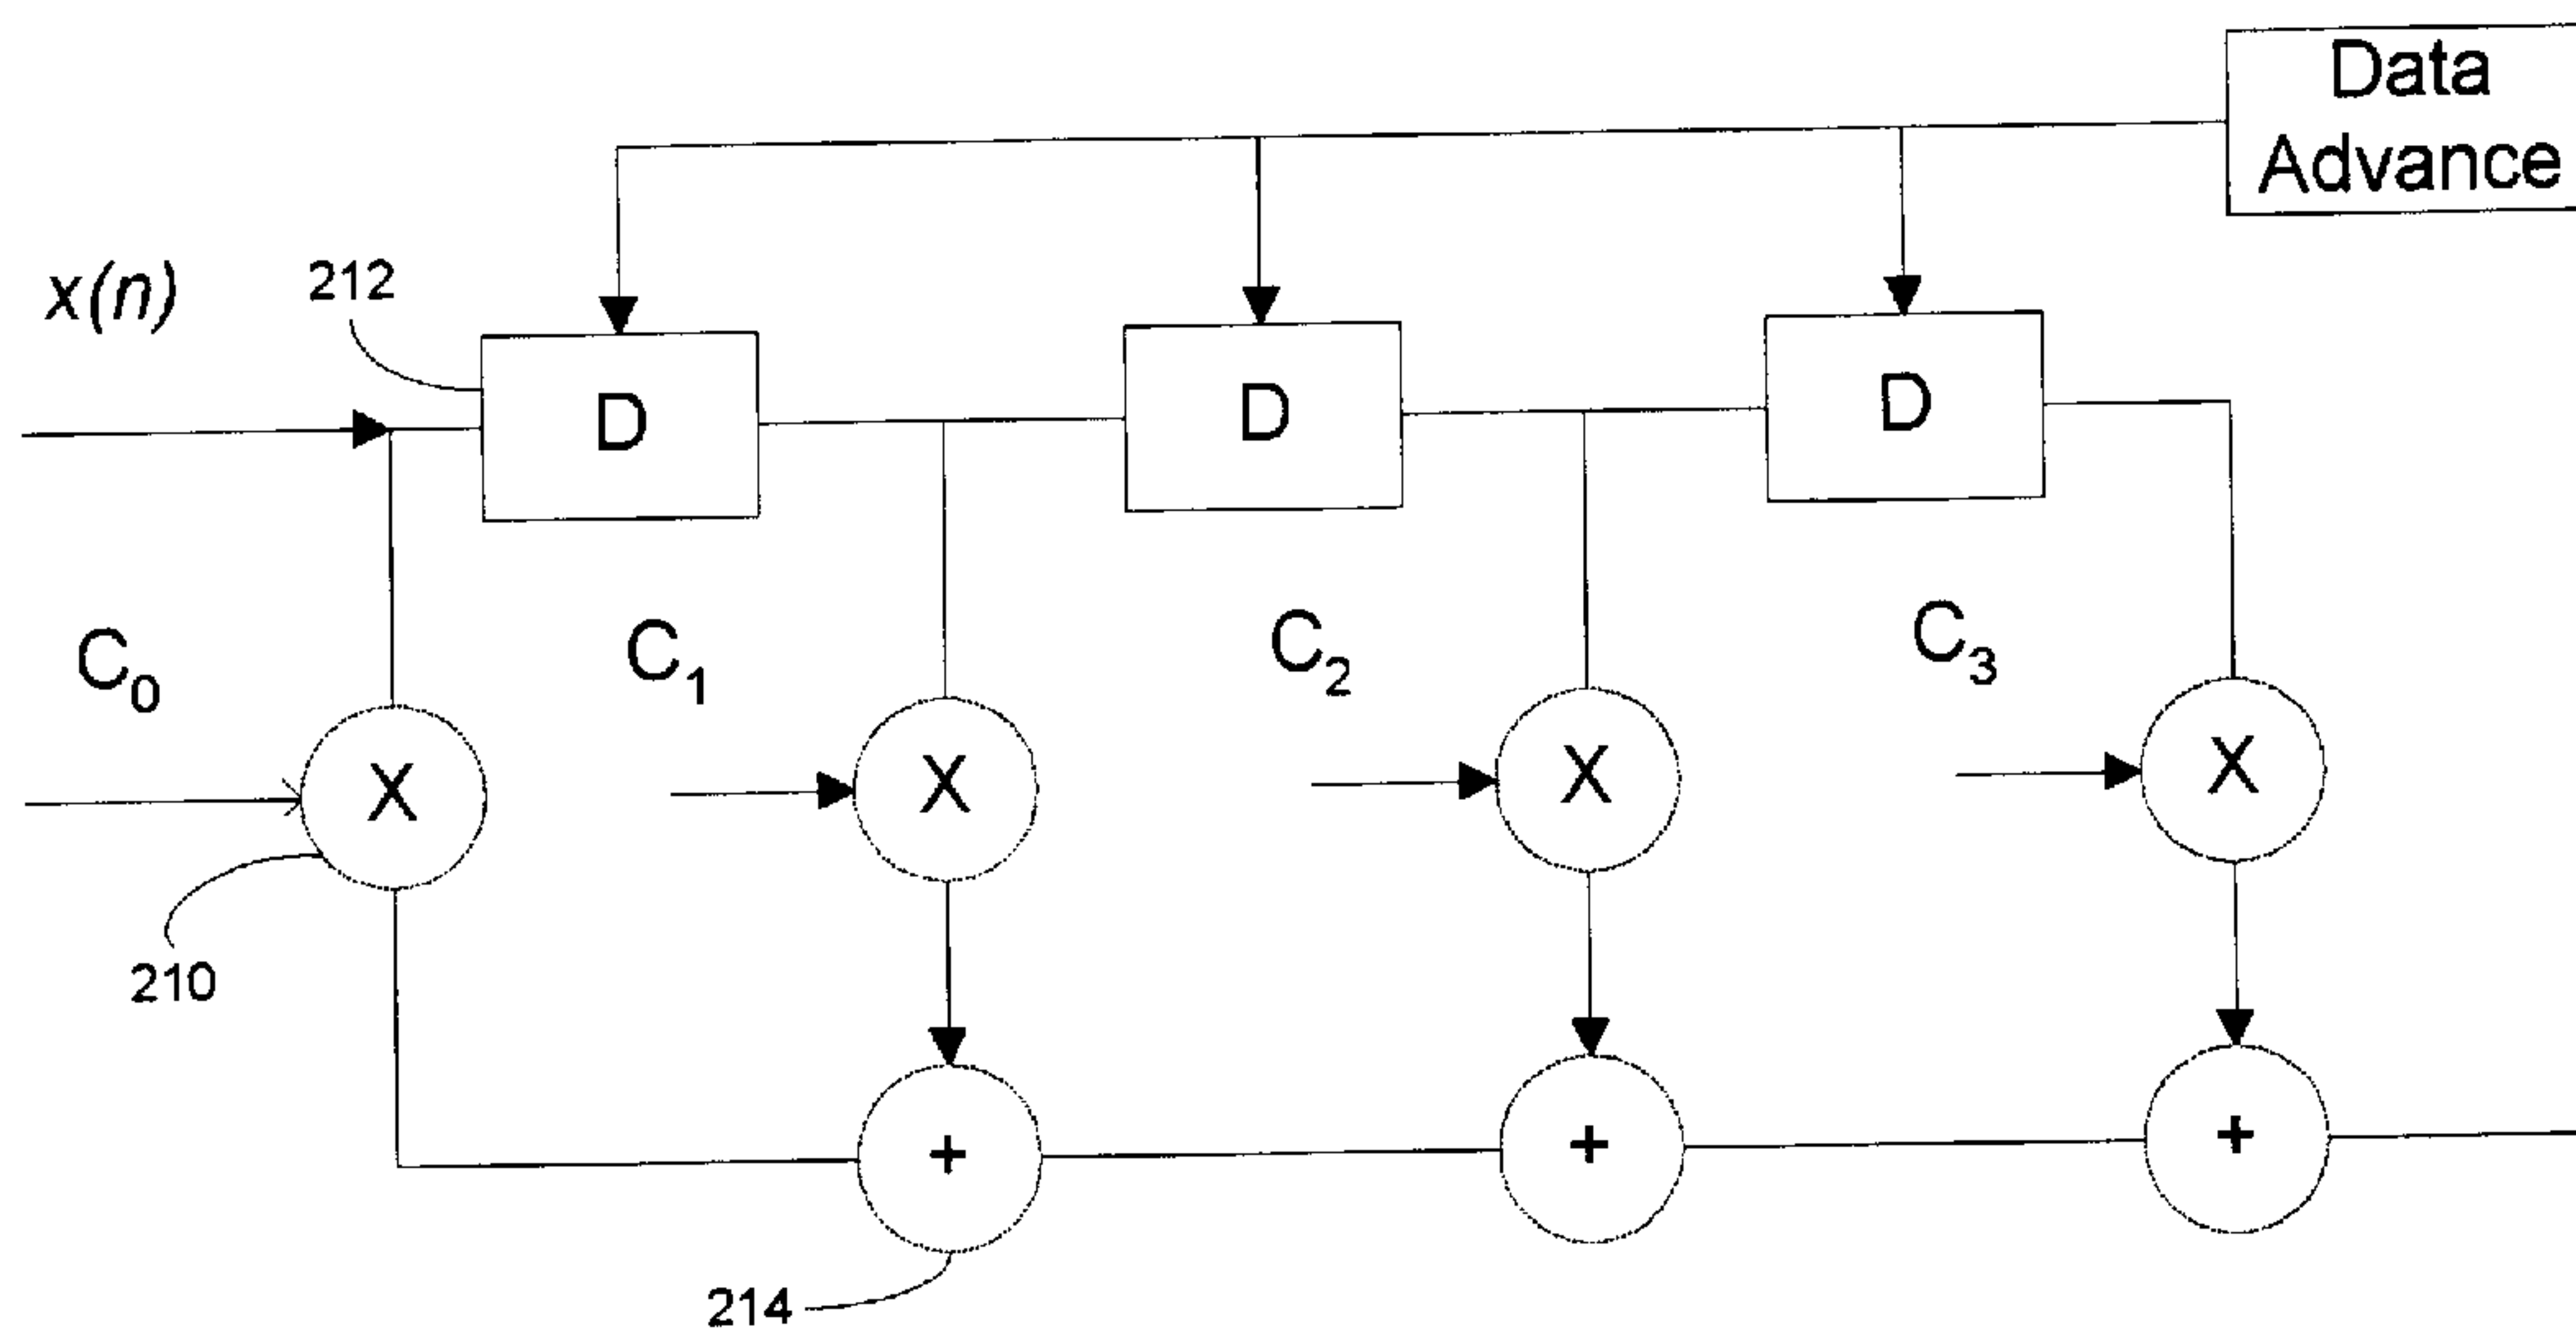 Data
Advance
x(n)
212
D
D
D
C₀
C₁
C₂
C₃
X
X
X
X
210
+
+
+
214